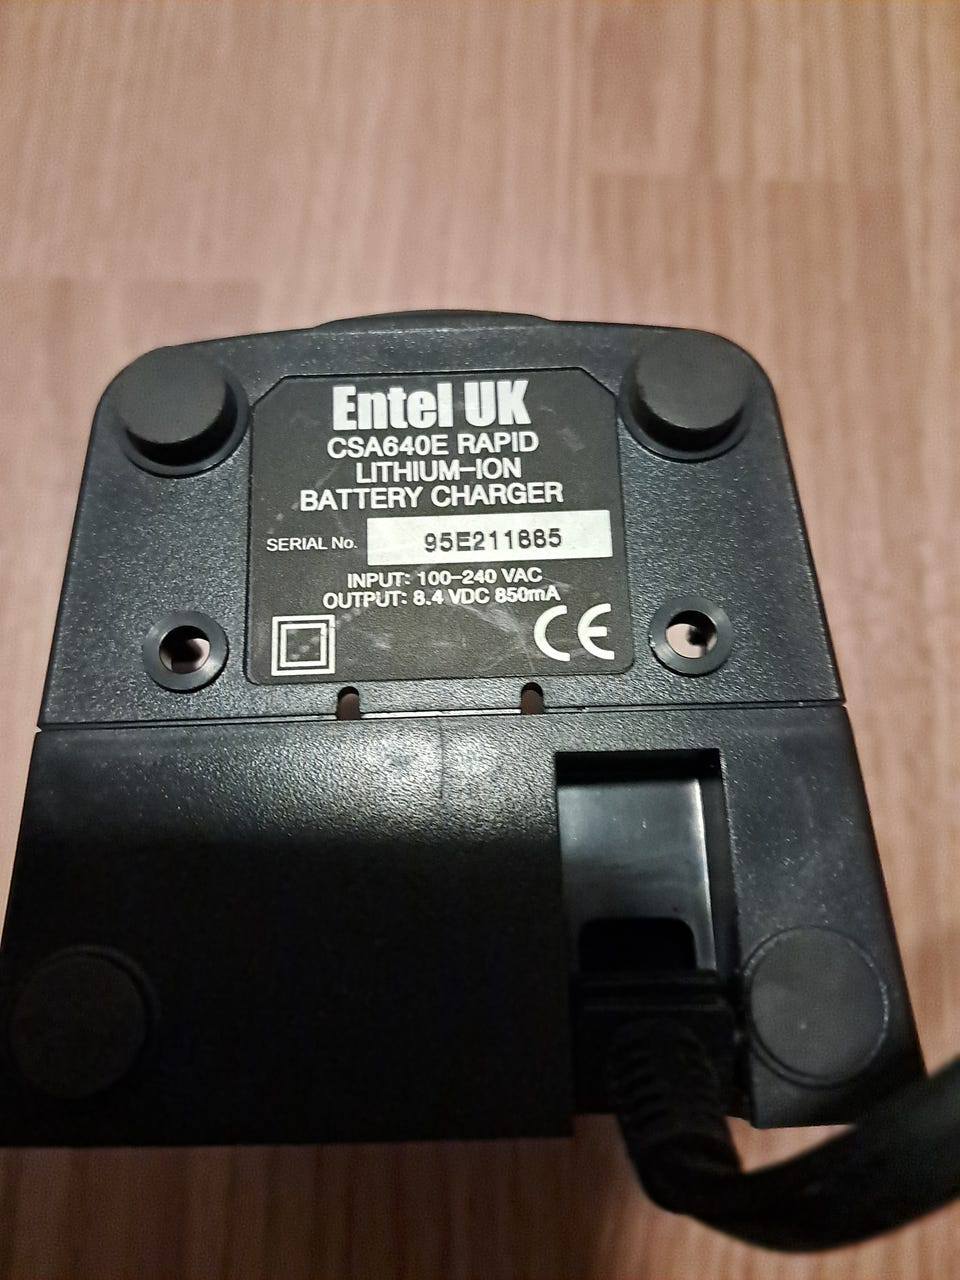 Entel UK
CSA640E RAPID
LITHIUM-ION
BATTERY CHARGER
SERIAL No. 95E211885
INPUT: 100-240 VAC
OUTPUT: 8.4 VDC 850mA
CE